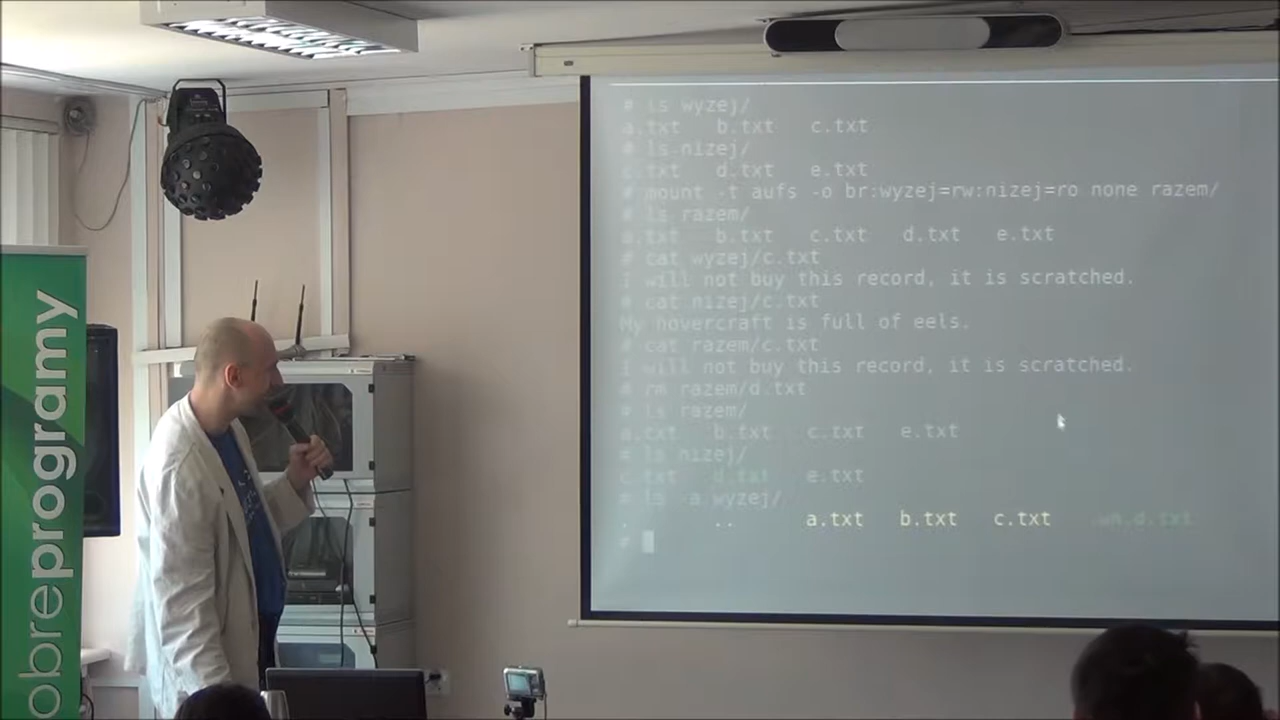 # ls wyzej/
a.txt b.txt c.txt
# ls nizej/
c.txt d.txt e.txt
# mount -t aufs -o br:wyzej=rw:nizej=ro none razem/
# ls razem/
a.txt b.txt c.txt d.txt e.txt
# cat wyzej/c.txt
I will not buy this record, it is scratched.
# cat nizej/c.txt
My hovercraft is full of eels.
# cat razem/c.txt
I will not buy this record, it is scratched.
# rm razem/d.txt
# ls razem/
a.txt b.txt c.txt e.txt
# ls nizej/
c.txt d.txt e.txt
# ls -a wyzej/
. .. a.txt b.txt c.txt .wh.d.txt
#
obreprogramy